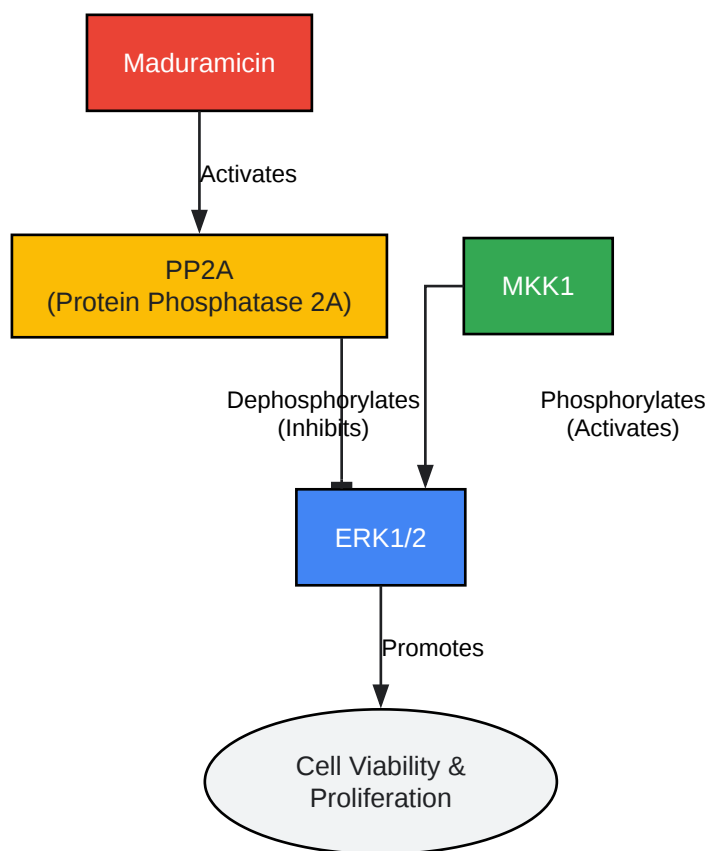 Maduramicin
Activates
PP2A
(Protein Phosphatase 2A)
MKK1
Dephosphorylates
(Inhibits)
Phosphorylates
(Activates)
ERK1/2
Promotes
Cell Viability &
Proliferation